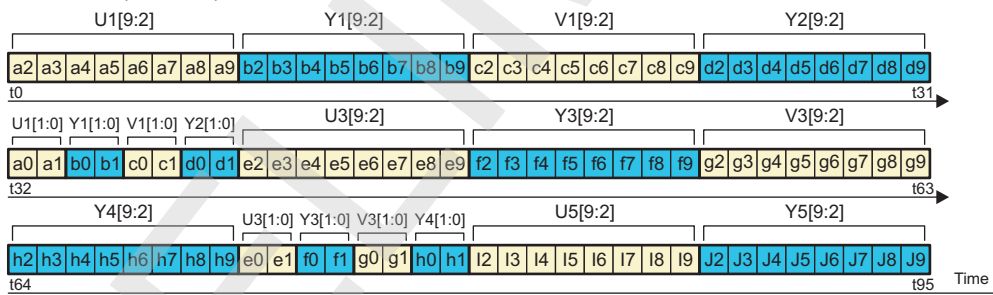 U1[9:2] Y1[9:2] V1[9:2] Y2[9:2]
a2 a3 a4 a5 a6 a7 a8 a9 b2 b3 b4 b5 b6 b7 b8 b9 c2 c3 c4 c5 c6 c7 c8 c9 d2 d3 d4 d5 d6 d7 d8 d9
t0 t31
U1[1:0] Y1[1:0] V1[1:0] Y2[1:0] U3[9:2] Y3[9:2] V3[9:2]
a0 a1 b0 b1 c0 c1 d0 d1 e2 e3 e4 e5 e6 e7 e8 e9 f2 f3 f4 f5 f6 f7 f8 f9 g2 g3 g4 g5 g6 g7 g8 g9
t32 t63
Y4[9:2] U3[1:0] Y3[1:0] V3[1:0] Y4[1:0] U5[9:2] Y5[9:2]
h2 h3 h4 h5 h6 h7 h8 h9 e0 e1 f0 f1 g0 g1 h0 h1 I2 I3 I4 I5 I6 I7 I8 I9 J2 J3 J4 J5 J6 J7 J8 J9
t64 t95 Time